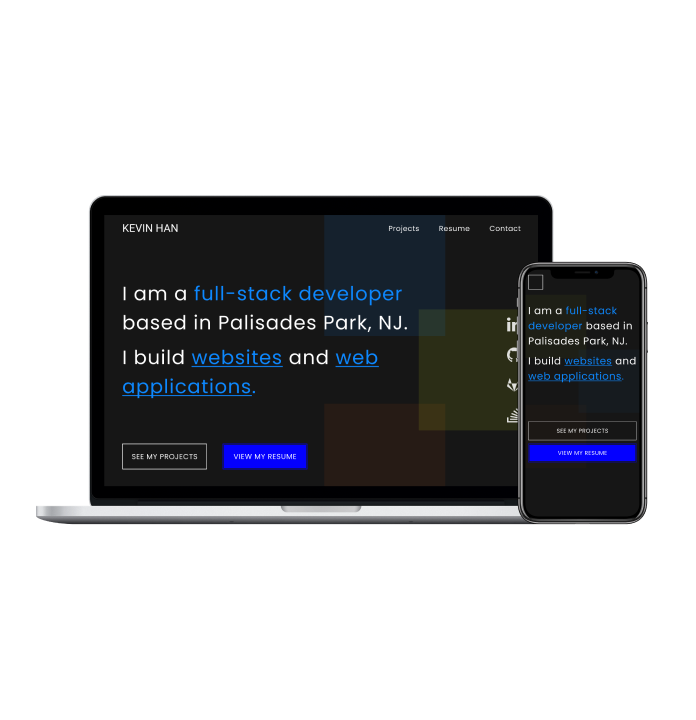 KEVIN HAN
Projects Resume Contact
I am a full-stack developer
based in Palisades Park, NJ.
I build websites and web
applications.
SEE MY PROJECTS
VIEW MY RESUME
in
I am a full-stack
developer based in
Palisades Park, NJ.
I build websites and
web applications.
SEE MY PROJECTS
VIEW MY RESUME